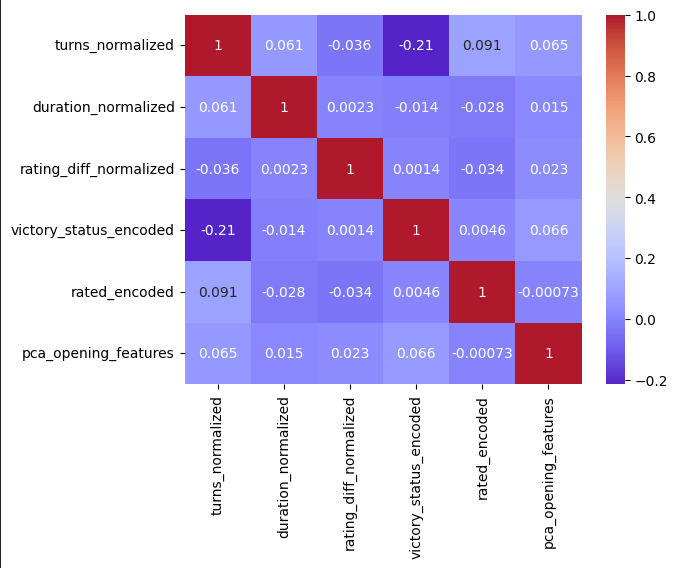 turns_normalized 1 0.061 -0.036 -0.21 0.091 0.065
duration_normalized 0.061 1 0.0023 -0.014 -0.028 0.015
rating_diff_normalized -0.036 0.0023 1 0.0014 -0.034 0.023
victory_status_encoded -0.21 -0.014 0.0014 1 0.0046 0.066
rated_encoded 0.091 -0.028 -0.034 0.0046 1 -0.00073
pca_opening_features 0.065 0.015 0.023 0.066 -0.00073 1
turns_normalized
duration_normalized
rating_diff_normalized
victory_status_encoded
rated_encoded
pca_opening_features
1.0
0.8
0.6
0.4
0.2
0.0
−0.2